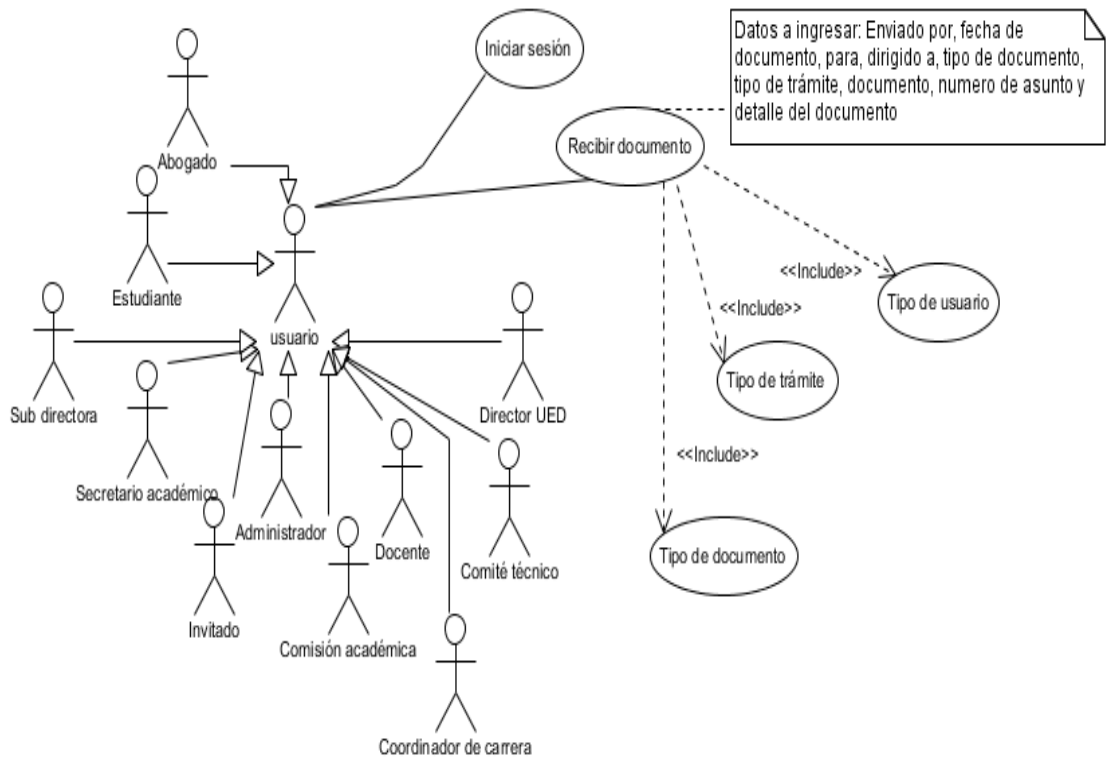 Iniciar sesión
Datos a ingresar: Enviado por, fecha de
documento, para, dirigido a, tipo de documento,
tipo de trámite, documento, numero de asunto y
detalle del documento
Recibir documento
Abogado
Estudiante
usuario
<<Include>>
Tipo de usuario
<<Include>>
Tipo de trámite
Sub directora
Director UED
<<Include>>
Secretario académico
Administrador
Docente
Comité técnico
Tipo de documento
Invitado
Comisión académica
Coordinador de carrera